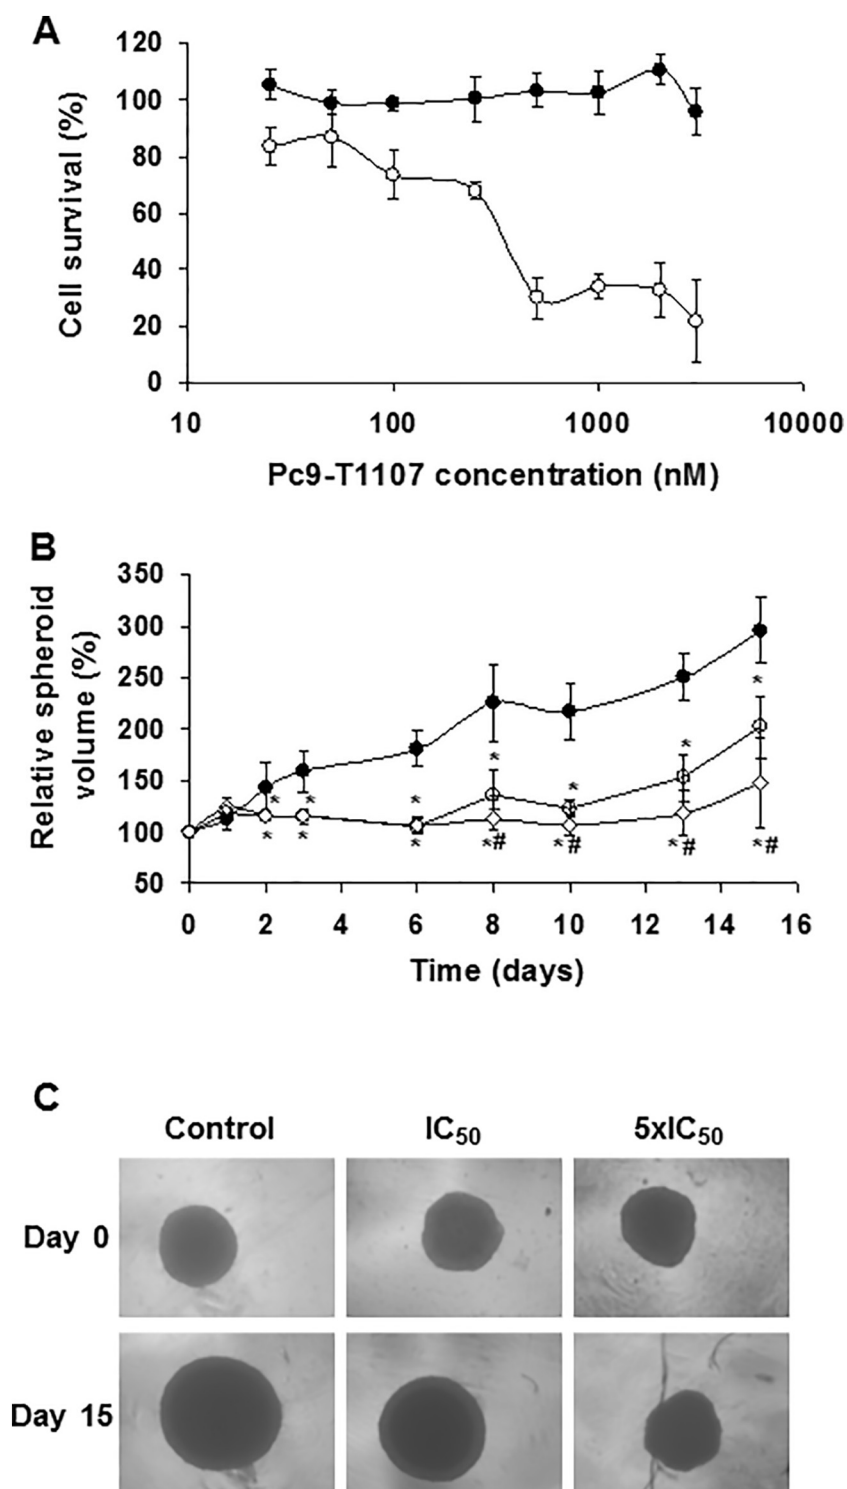 A
120
100
80
60
40
20
0
Cell survival (%)
10 100 1000 10000
Pc9-T1107 concentration (nM)
B
350
300
250
200
150
100
50
Relative spheroid
volume (%)
* * * * * * *
* * * *# *# *# *#
0 2 4 6 8 10 12 14 16
Time (days)
C
Control IC50 5xIC50
Day 0
Day 15